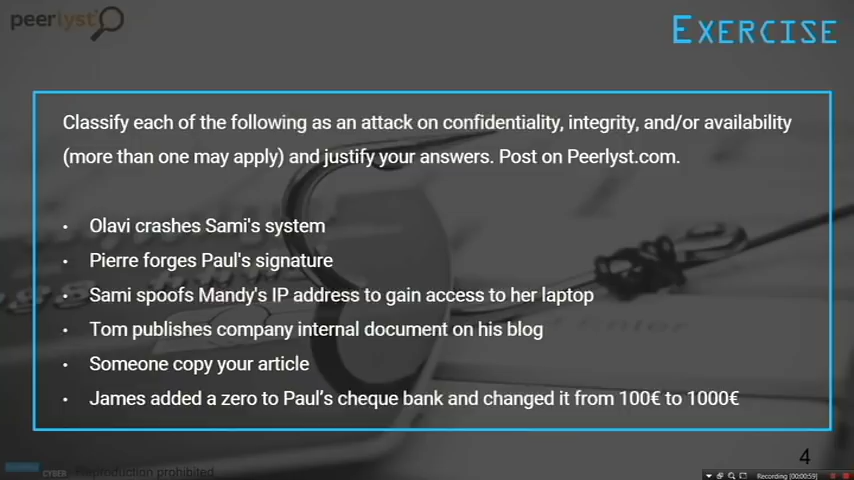 peerlyst
EXERCISE
Classify each of the following as an attack on confidentiality, integrity, and/or availability
(more than one may apply) and justify your answers. Post on Peerlyst.com.
• Olavi crashes Sami's system
• Pierre forges Paul's signature
• Sami spoofs Mandy's IP address to gain access to her laptop
• Tom publishes company internal document on his blog
• Someone copy your article
• James added a zero to Paul's cheque bank and changed it from 100€ to 1000€
4
CYBER Reproduction prohibited
Recording [00:00:59]